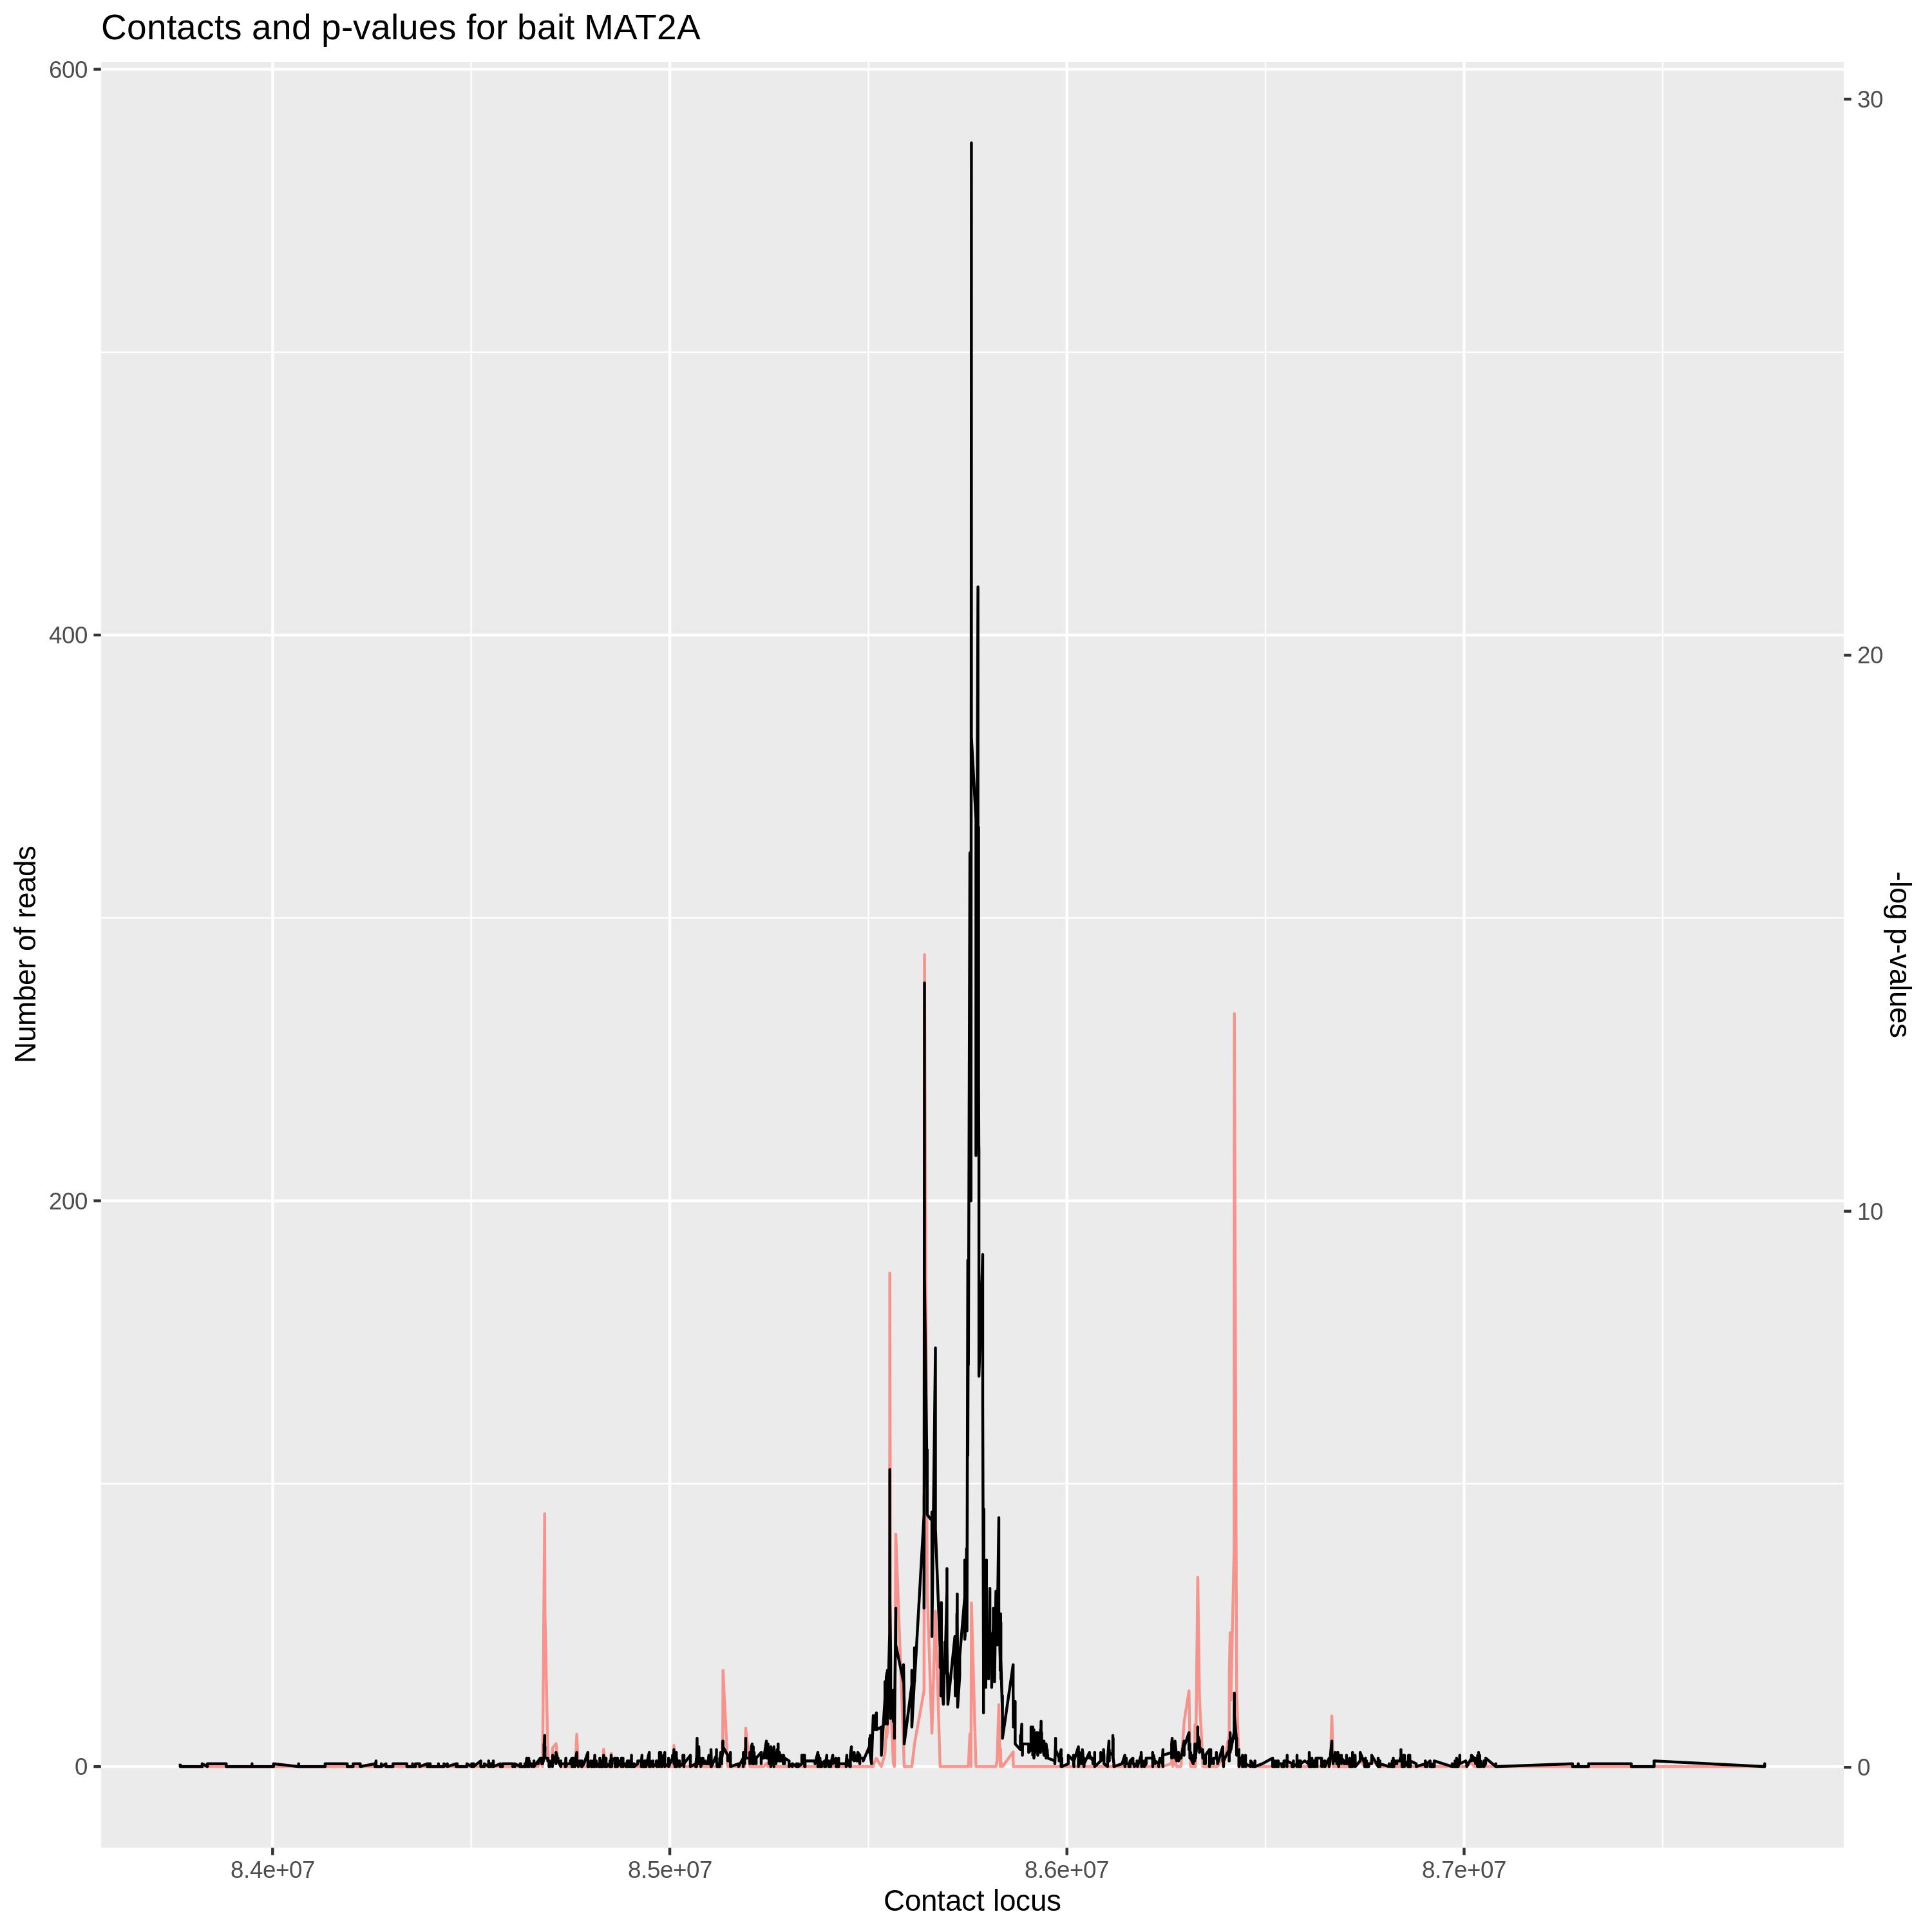 Contacts and p-values for bait MAT2A
600
400
200
0
Number of reads
30
20
10
0
-log p-values
8.4e+07
8.5e+07
8.6e+07
8.7e+07
Contact locus